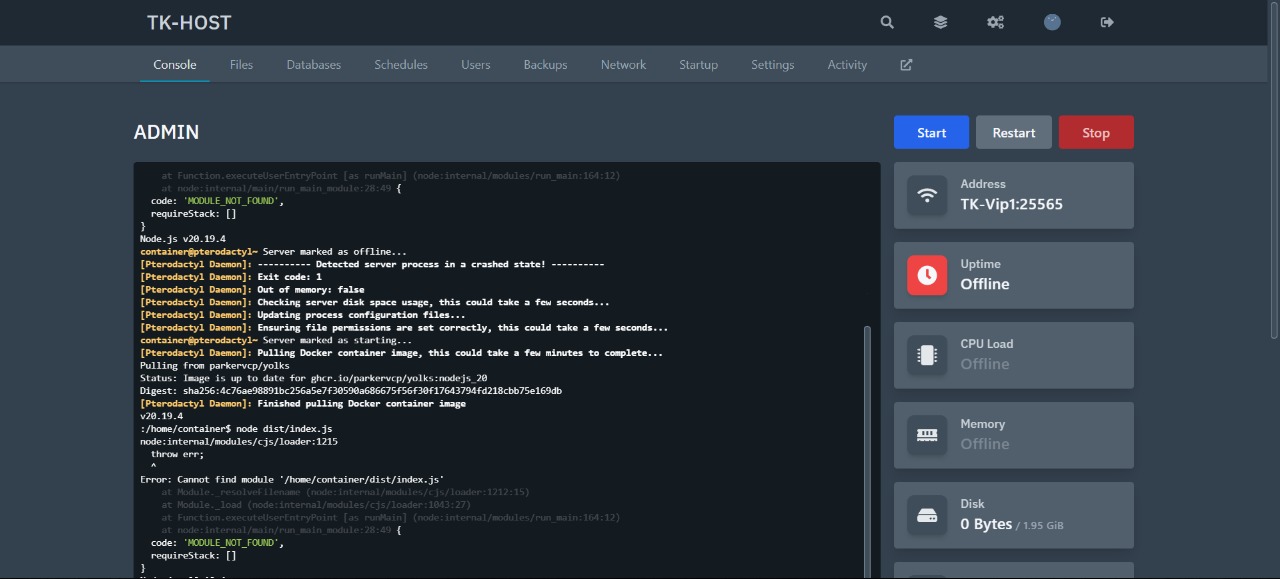 TK-HOST
Console Files Databases Schedules Users Backups Network Startup Settings Activity
ADMIN
Start Restart Stop
at Function.executeUserEntryPoint [as runMain] (node:internal/modules/run_main:164:12)
at node:internal/main/run_main_module:28:49 {
code: 'MODULE_NOT_FOUND',
requireStack: []
}
Node.js v20.19.4
container@pterodactyl~ Server marked as offline...
[Pterodactyl Daemon]: ---------- Detected server process in a crashed state! ----------
[Pterodactyl Daemon]: Exit code: 1
[Pterodactyl Daemon]: Out of memory: false
[Pterodactyl Daemon]: Checking server disk space usage, this could take a few seconds...
[Pterodactyl Daemon]: Updating process configuration files...
[Pterodactyl Daemon]: Ensuring file permissions are set correctly, this could take a few seconds...
container@pterodactyl~ Server marked as starting...
[Pterodactyl Daemon]: Pulling Docker container image, this could take a few minutes to complete...
Pulling from parkervcp/yolks
Status: Image is up to date for ghcr.io/parkervcp/yolks:nodejs_20
Digest: sha256:4c76ae98891bc256a5e7f30590a686675f56f30f17643794fd218cbb75e169db
[Pterodactyl Daemon]: Finished pulling Docker container image
v20.19.4
:/home/container$ node dist/index.js
node:internal/modules/cjs/loader:1215
throw err;
^
Error: Cannot find module '/home/container/dist/index.js'
at Module._resolveFilename (node:internal/modules/cjs/loader:1212:15)
at Module._load (node:internal/modules/cjs/loader:1043:27)
at Function.executeUserEntryPoint [as runMain] (node:internal/modules/run_main:164:12)
at node:internal/main/run_main_module:28:49 {
code: 'MODULE_NOT_FOUND',
requireStack: []
}
Address
TK-Vip1:25565
Uptime
Offline
CPU Load
Offline
Memory
Offline
Disk
0 Bytes / 1.95 GiB